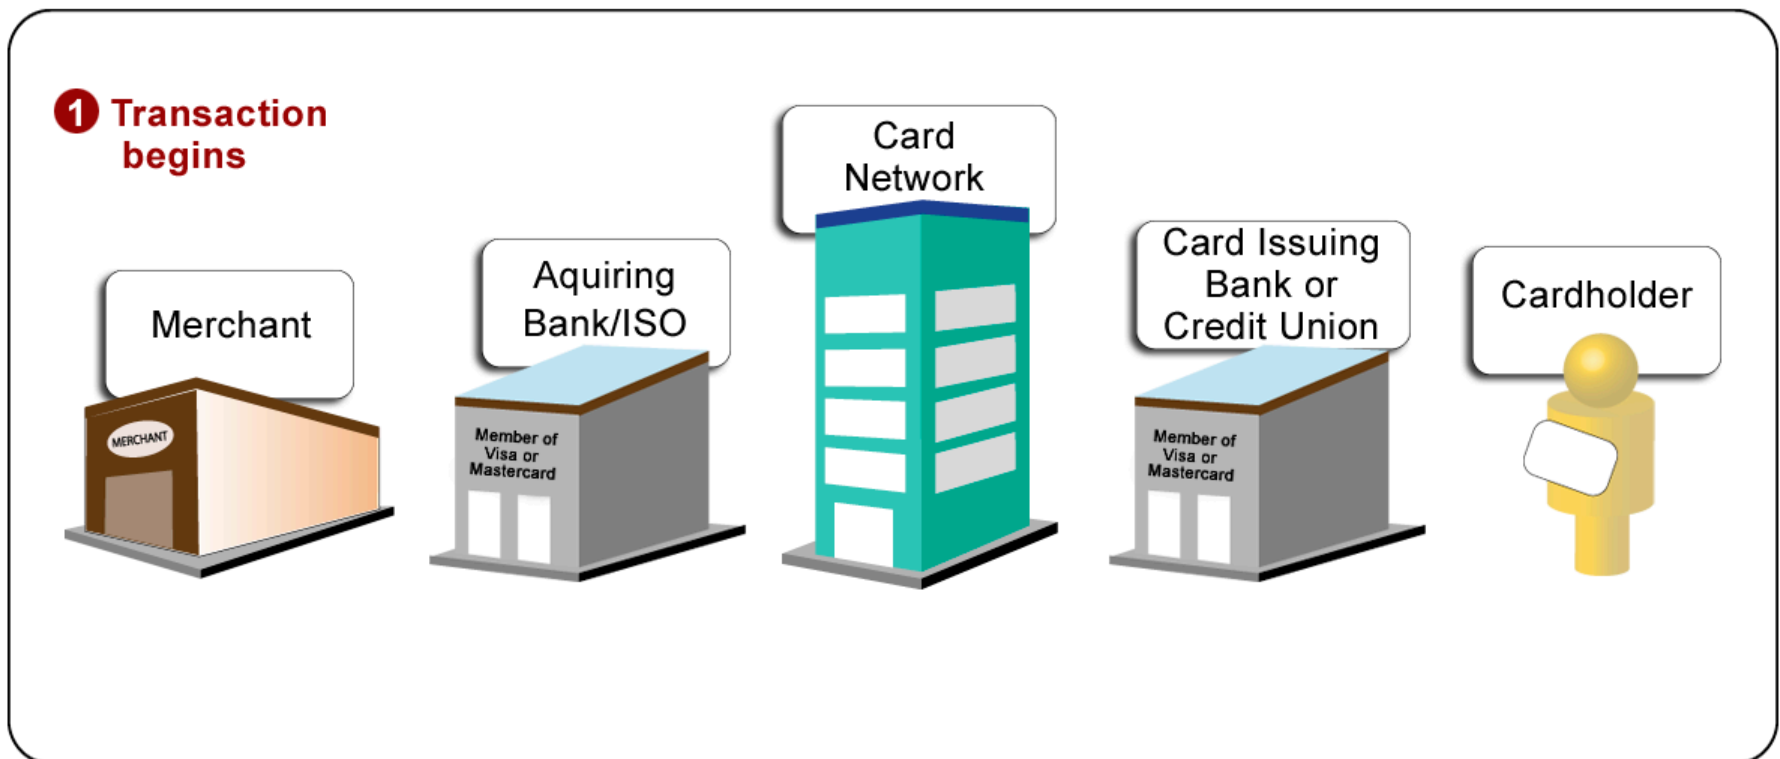 1 Transaction
begins
Card
Network
Aquiring
Bank/ISO
Card Issuing
Bank or
Credit Union
Cardholder
Merchant
MERCHANT
Member of
Visa or
Mastercard
Member of
Visa or
Mastercard